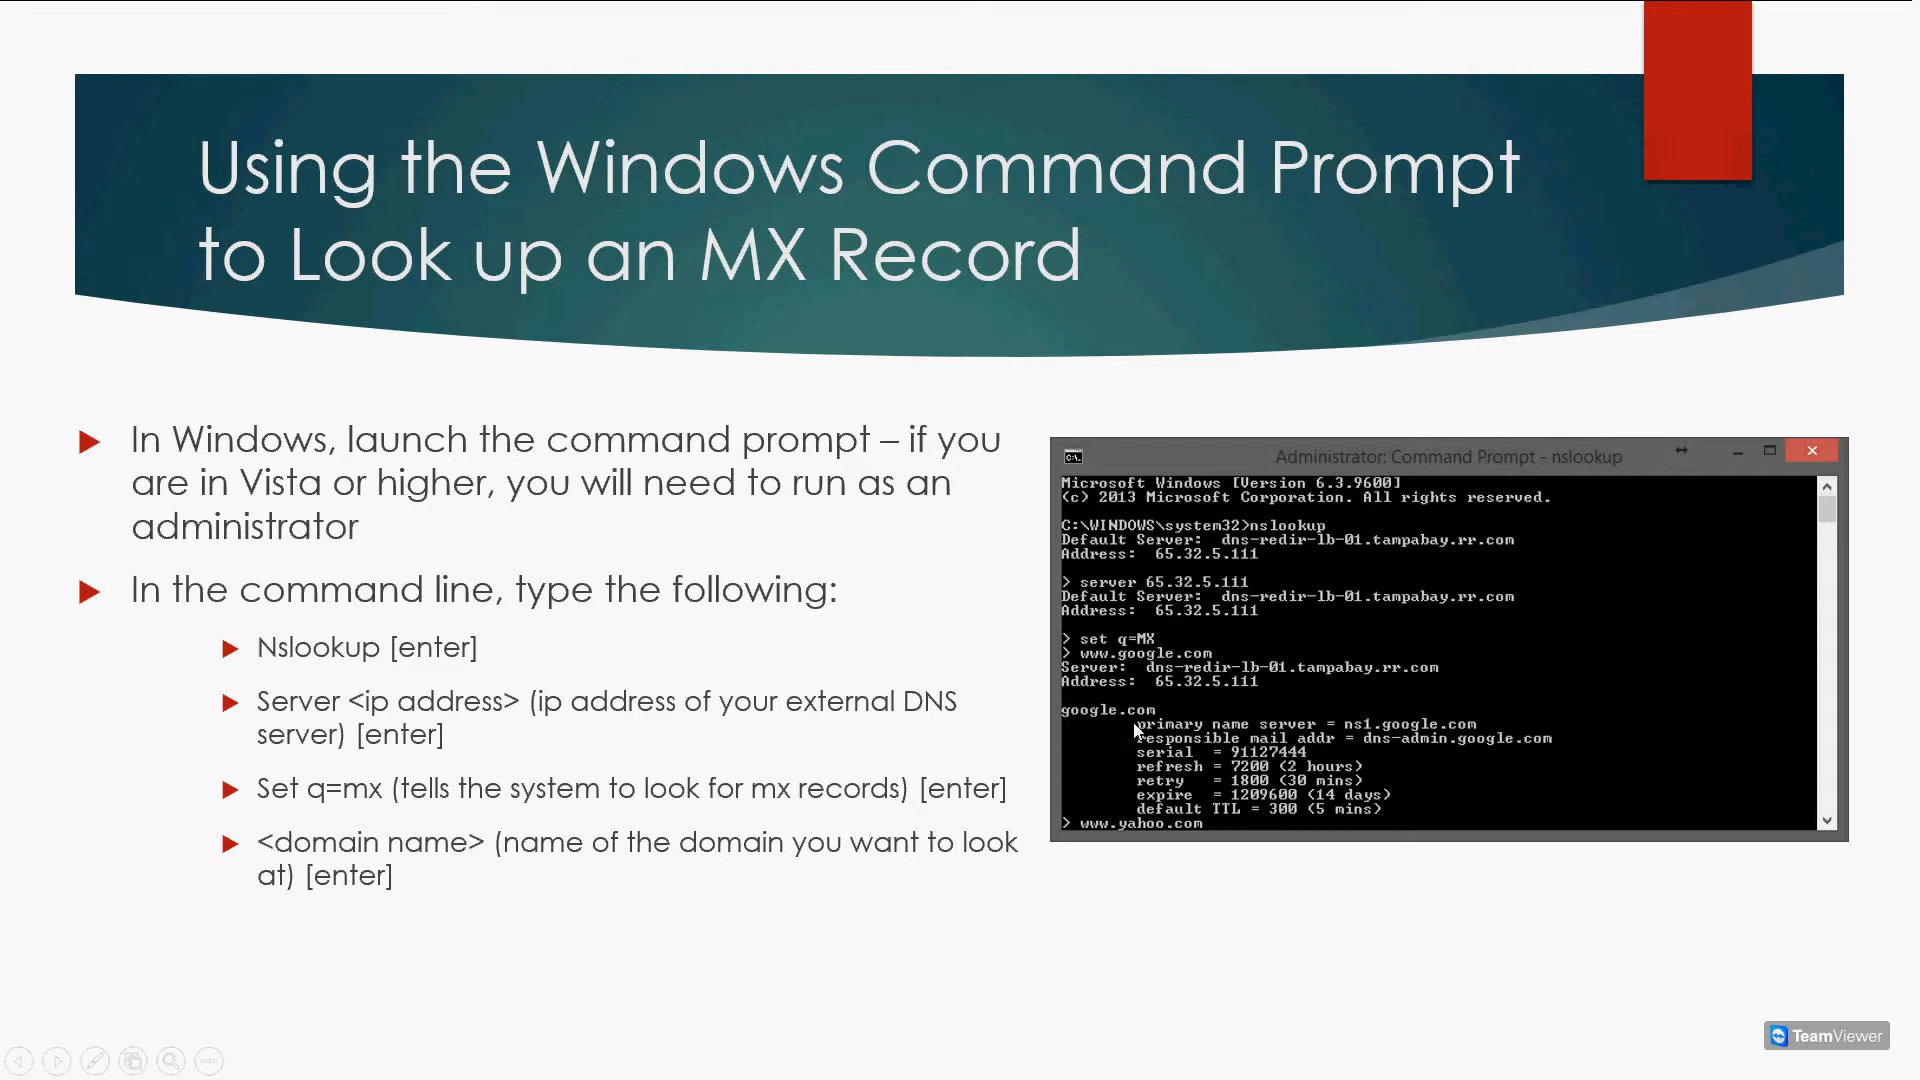 Using the Windows Command Prompt
to Look up an MX Record
In Windows, launch the command prompt – if you
are in Vista or higher, you will need to run as an
administrator
In the command line, type the following:
Nslookup [enter]
Server <ip address> (ip address of your external DNS
server) [enter]
Set q=mx (tells the system to look for mx records) [enter]
<domain name> (name of the domain you want to look
at) [enter]
Administrator: Command Prompt - nslookup
Microsoft Windows [Version 6.3.9600]
(c) 2013 Microsoft Corporation. All rights reserved.
C:\WINDOWS\system32>nslookup
Default Server:  dns-redir-lb-01.tampabay.rr.com
Address:  65.32.5.111
> server 65.32.5.111
Default Server:  dns-redir-lb-01.tampabay.rr.com
Address:  65.32.5.111
> set q=MX
> www.google.com
Server:  dns-redir-lb-01.tampabay.rr.com
Address:  65.32.5.111
google.com
primary name server = ns1.google.com
responsible mail addr = dns-admin.google.com
serial  = 91127444
refresh = 7200 (2 hours)
retry   = 1800 (30 mins)
expire  = 1209600 (14 days)
default TTL = 300 (5 mins)
> www.yahoo.com
TeamViewer